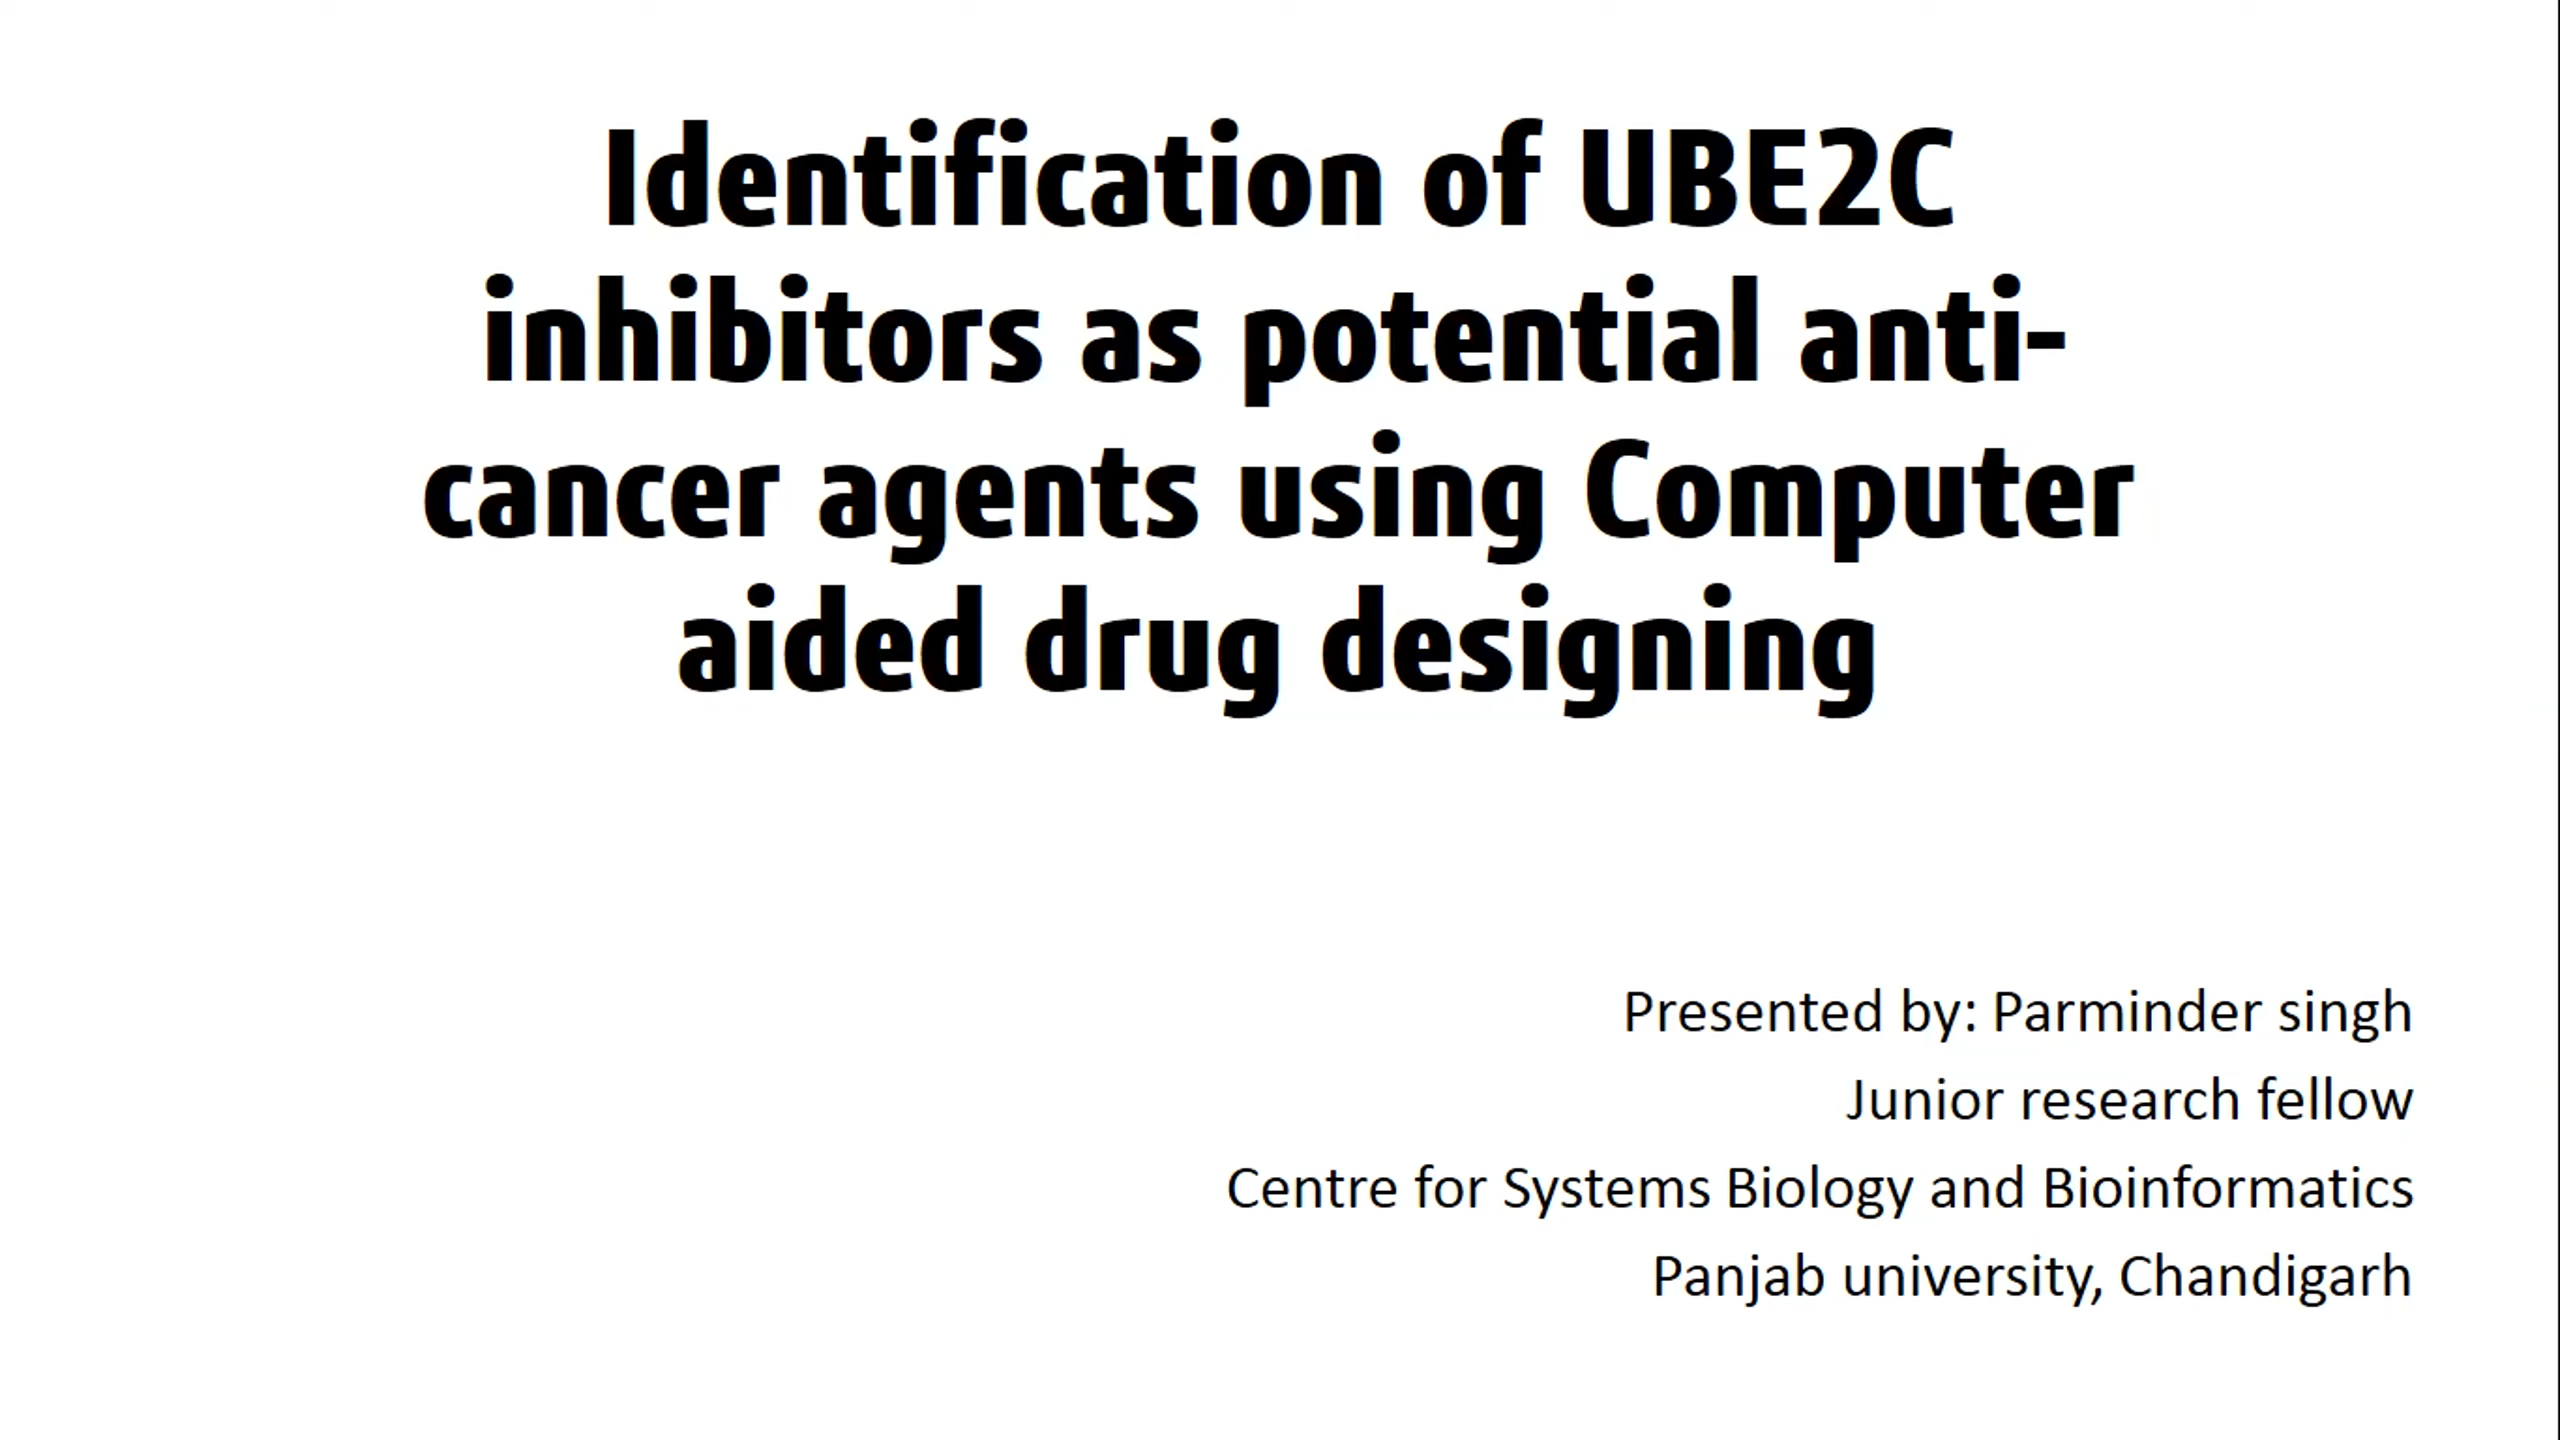 Identification of UBE2C
inhibitors as potential anti-
cancer agents using Computer
aided drug designing
Presented by: Parminder singh
Junior research fellow
Centre for Systems Biology and Bioinformatics
Panjab university, Chandigarh